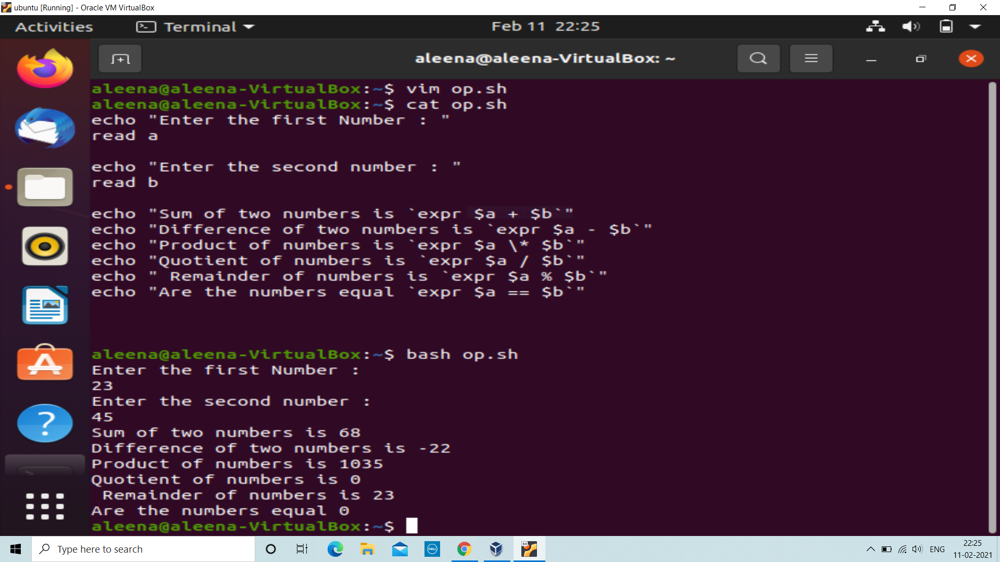 ubuntu [Running] - Oracle VM VirtualBox
Activities Terminal Feb 11 22:25
aleena@aleena-VirtualBox: ~
aleena@aleena-VirtualBox:~$ vim op.sh
aleena@aleena-VirtualBox:~$ cat op.sh
echo "Enter the first Number : "
read a
echo "Enter the second number : "
read b
echo "Sum of two numbers is `expr $a + $b`"
echo "Difference of two numbers is `expr $a - $b`"
echo "Product of numbers is `expr $a \* $b`"
echo "Quotient of numbers is `expr $a / $b`"
echo " Remainder of numbers is `expr $a % $b`"
echo "Are the numbers equal `expr $a == $b`"
aleena@aleena-VirtualBox:~$ bash op.sh
Enter the first Number :
23
Enter the second number :
45
Sum of two numbers is 68
Difference of two numbers is -22
Product of numbers is 1035
Quotient of numbers is 0
 Remainder of numbers is 23
Are the numbers equal 0
aleena@aleena-VirtualBox:~$
Type here to search
DELL
64
ENG
22:25
11-02-2021